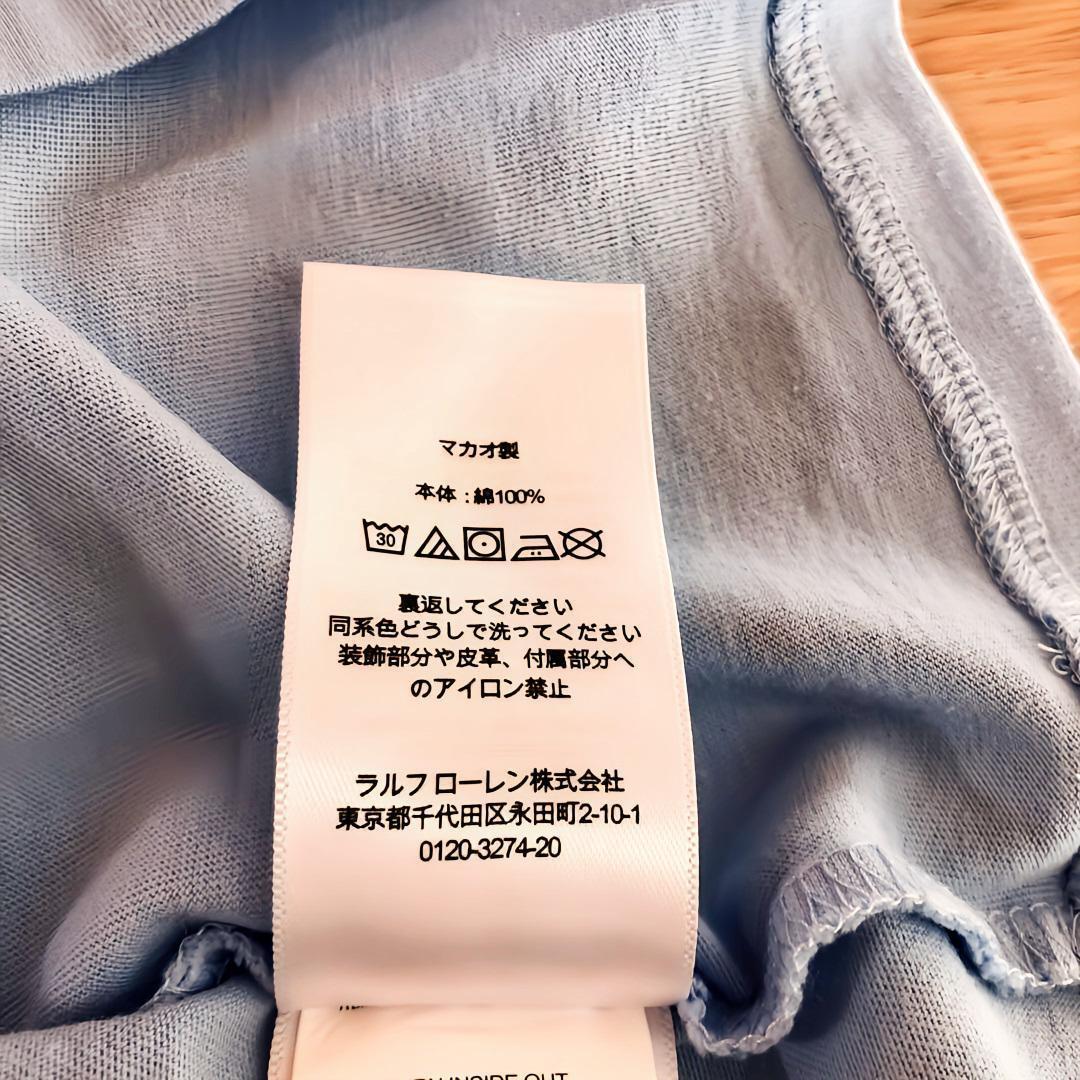 マカオ製
本体:綿100%
30
裏返してください
同系色どうしで洗ってください
装飾部分や皮革、付属部分へ
のアイロン禁止
ラルフ ローレン株式会社
東京都千代田区永田町2-10-1
0120-3274-20
INSIDE OUT